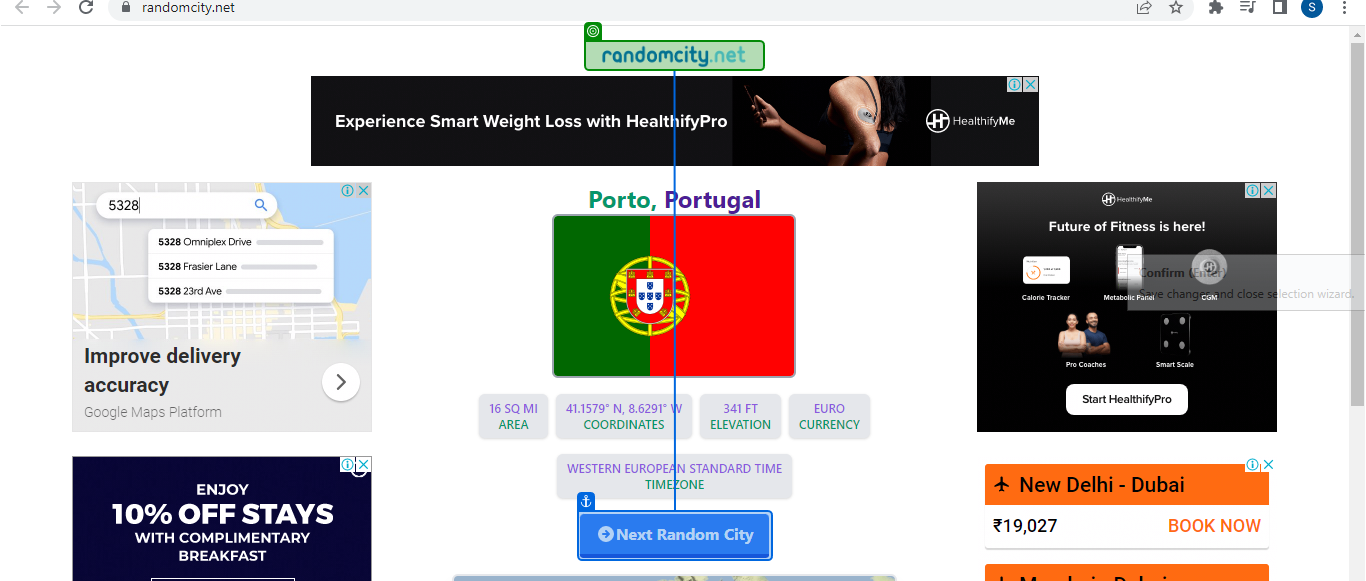 randomcity.net
S
randomcity.net
Experience Smart Weight Loss with HealthifyPro
HealthifyMe
5328
5328 Omniplex Drive
5328 Frasier Lane
5328 23rd Ave
Improve delivery
accuracy
Google Maps Platform
Porto, Portugal
16 SQ MI
AREA
41.1579° N, 8.6291° W
COORDINATES
341 FT
ELEVATION
EURO
CURRENCY
WESTERN EUROPEAN STANDARD TIME
TIMEZONE
Next Random City
HealthifyMe
Future of Fitness is here!
Calorie Tracker
Metabolic Panel
CGM
Confirm (Enter)
Save changes and close selection wizard.
Pro Coaches
Smart Scale
Start HealthifyPro
ENJOY
10% OFF STAYS
WITH COMPLIMENTARY
BREAKFAST
New Delhi - Dubai
₹19,027
BOOK NOW